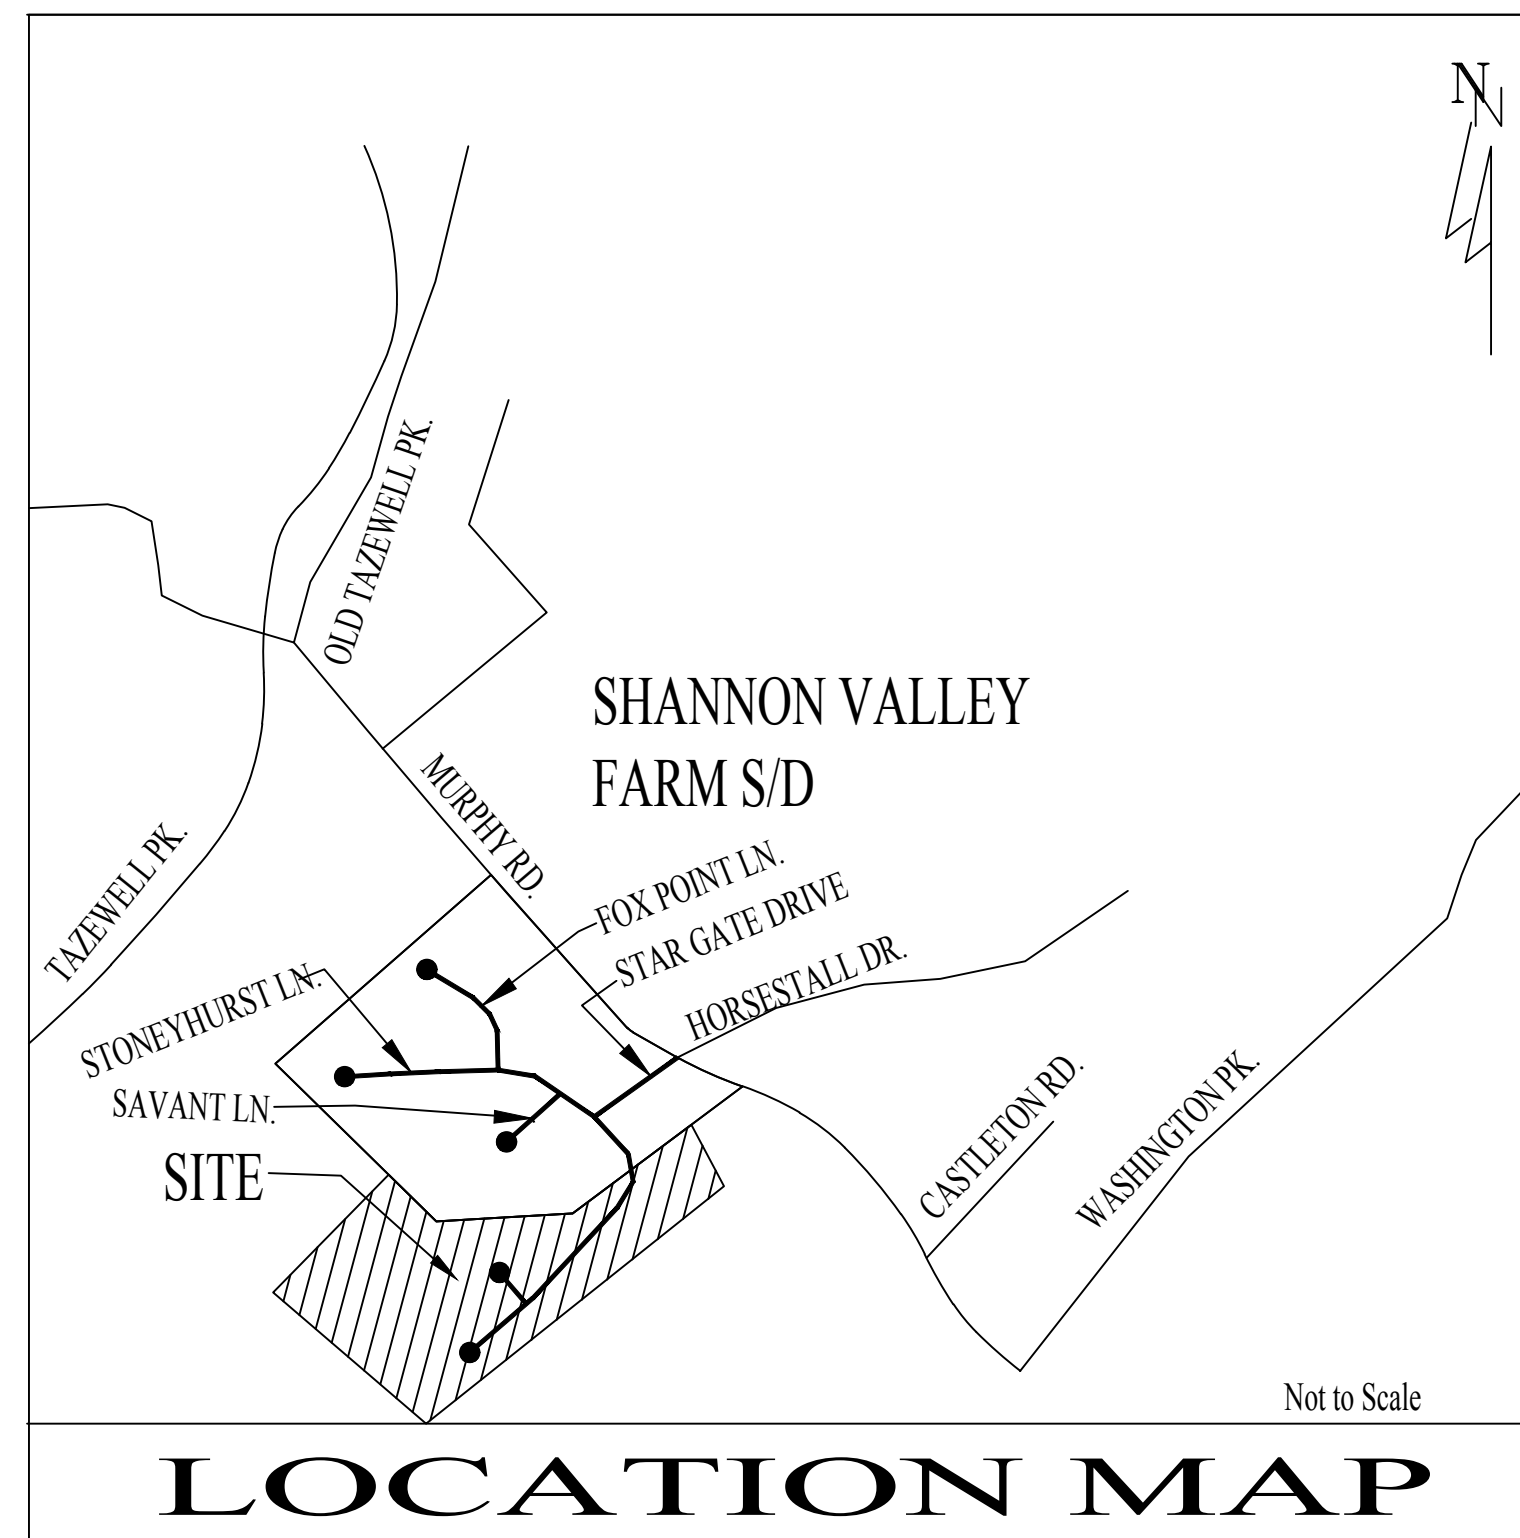 N
N
OLD TAZEWELL PK.
SHANNON VALLEY
FARM S/D
MURPHY RD.
TAZEWELL PK.
FOX POINT LN.
STAR GATE DRIVE
HORSESTALL DR.
STONEYHURST LN.
SAVANT LN.
SITE
CASTLETON RD.
WASHINGTON PK.
Not to Scale
LOCATION MAP